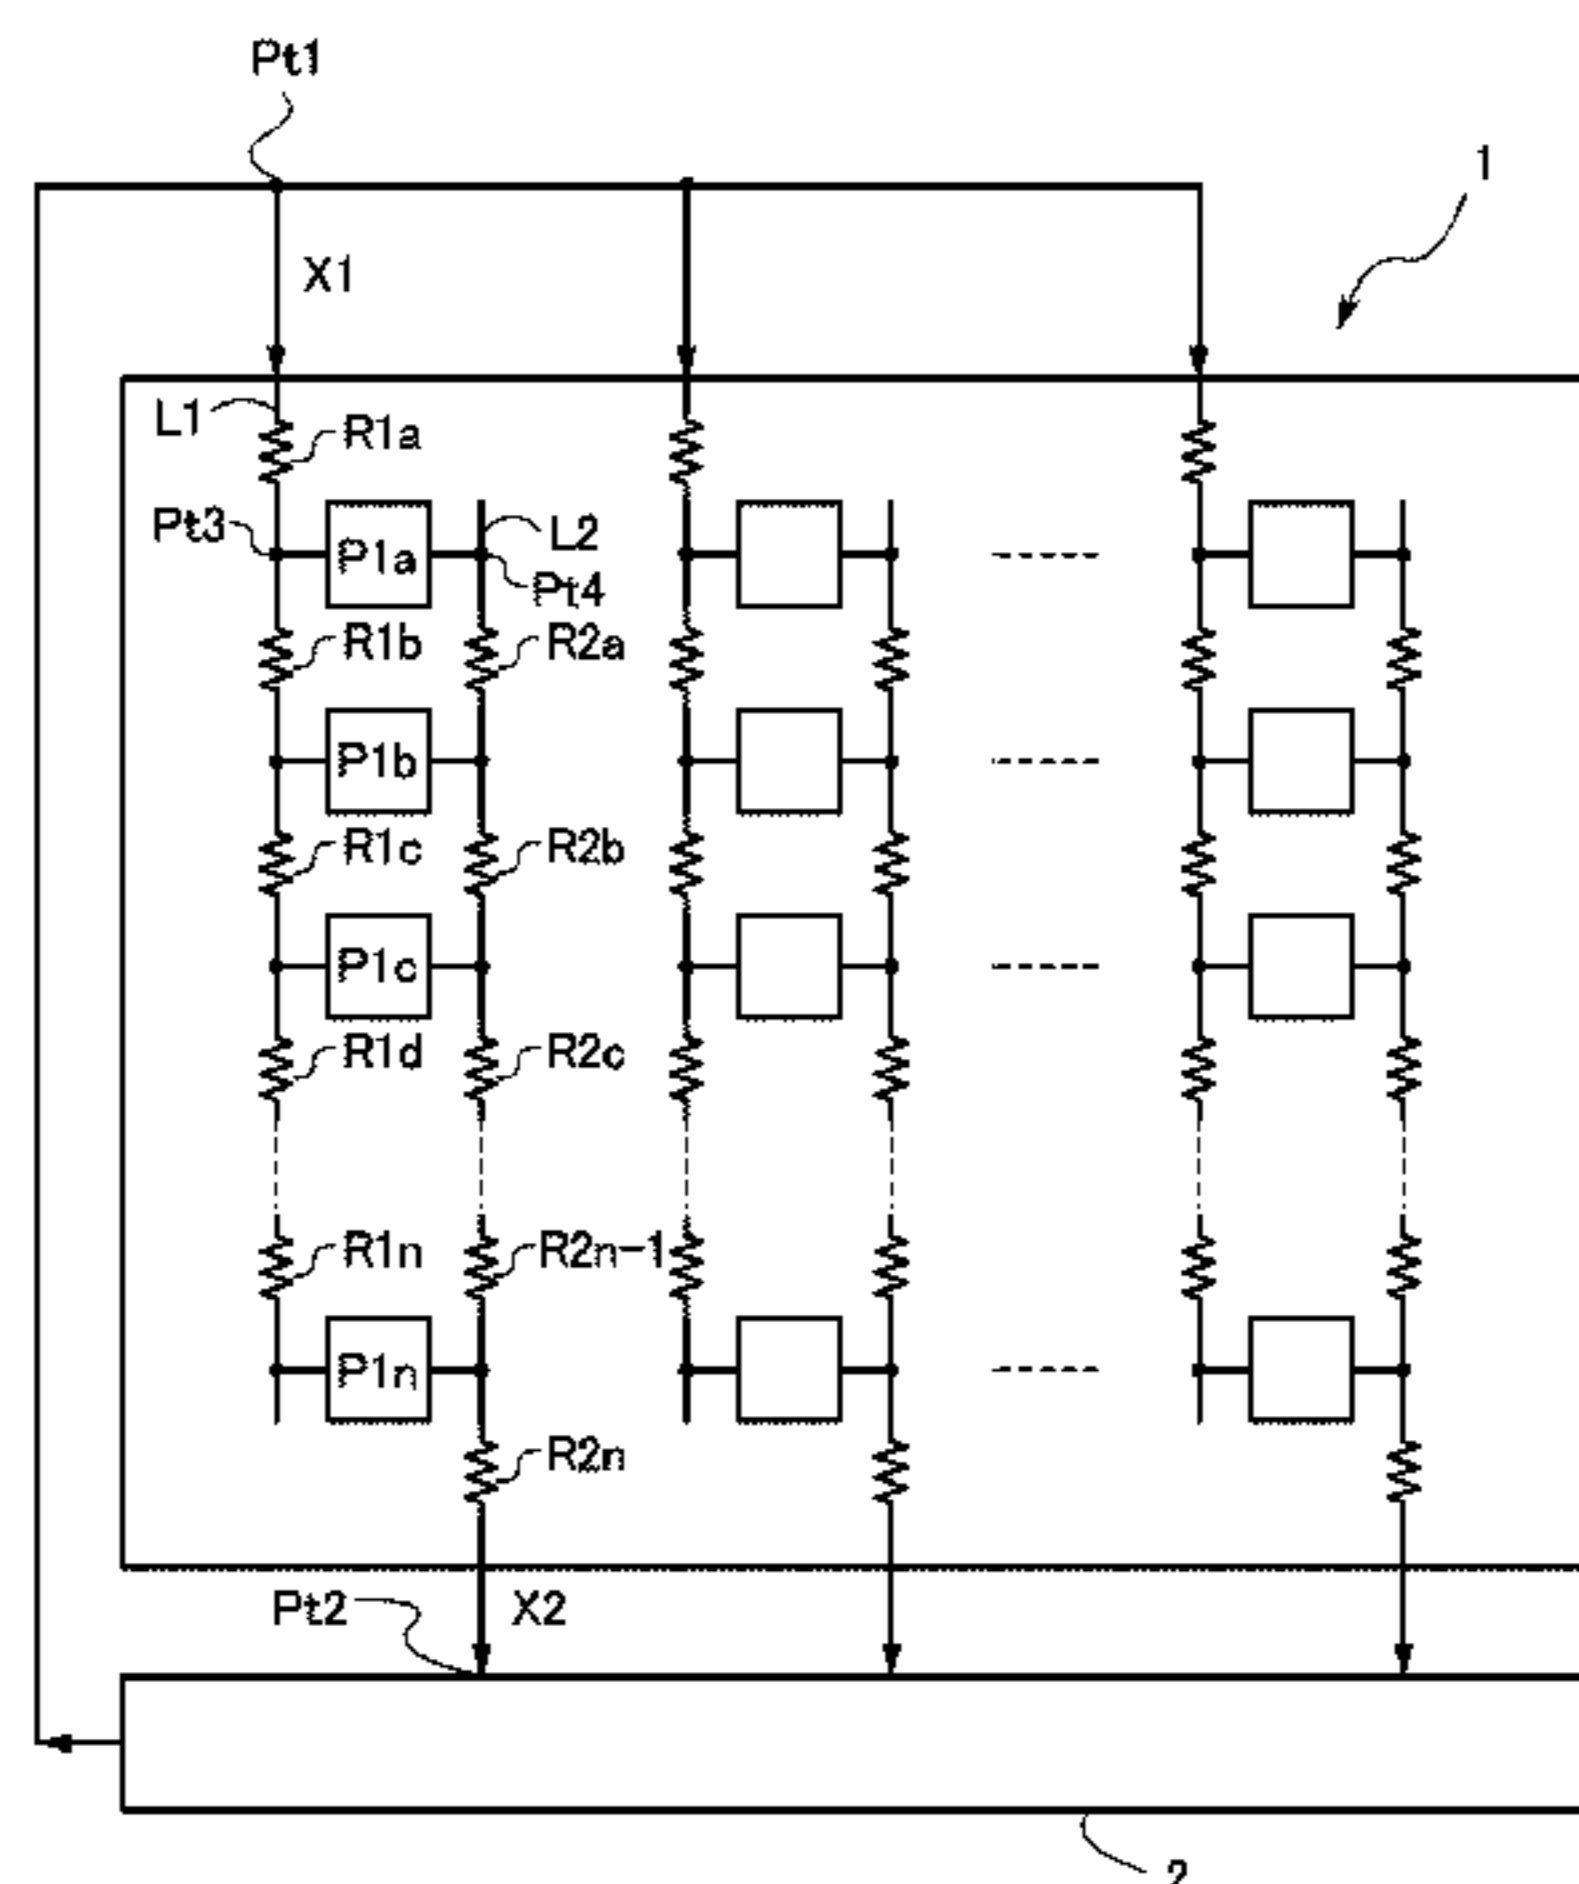 Pt1
1
X1
L1
R1a
Pt3
P1a
L2
Pt4
R1b
R2a
P1b
R1c
R2b
P1c
R1d
R2c
R1n
R2n-1
P1n
R2n
Pt2
X2
2